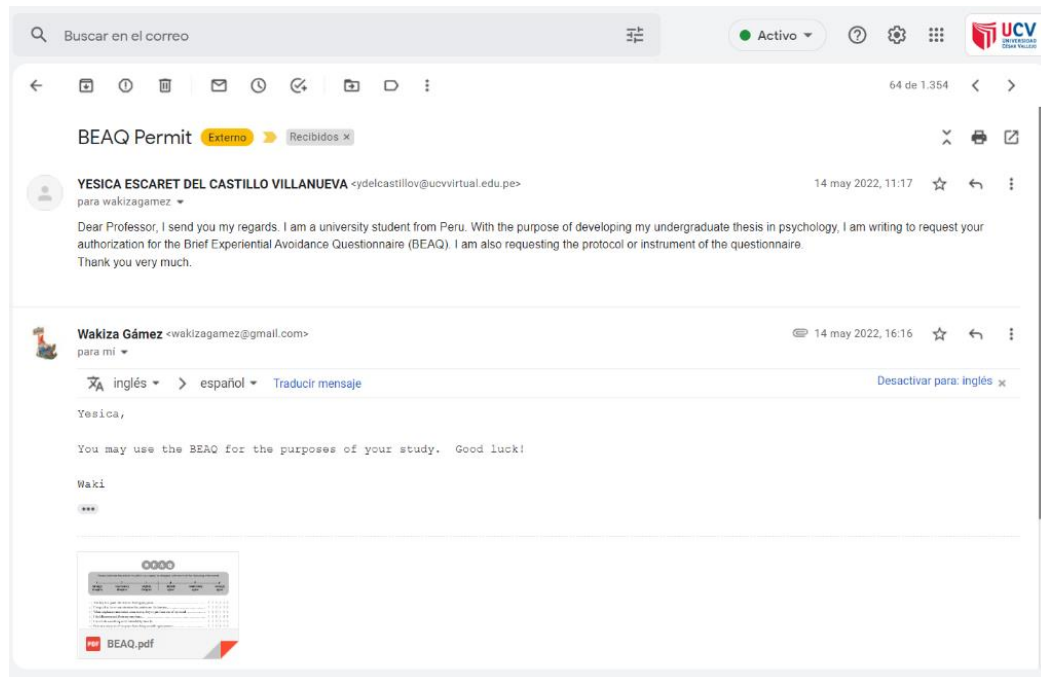 Buscar en el correo
Activo
UCV
UNIVERSIDAD
CÉSAR VALLEJO
64 de 1.354
BEAQ Permit Externo Recibidos ×
YESICA ESCARET DEL CASTILLO VILLANUEVA <ydelcastillov@ucvvirtual.edu.pe> 14 may 2022, 11:17
para wakizagamez
Dear Professor, I send you my regards. I am a university student from Peru. With the purpose of developing my undergraduate thesis in psychology, I am writing to request your
authorization for the Brief Experiential Avoidance Questionnaire (BEAQ). I am also requesting the protocol or instrument of the questionnaire.
Thank you very much.
Wakiza Gámez <wakizagamez@gmail.com> 14 may 2022, 16:16
para mí
inglés > español Traducir mensaje Desactivar para: inglés ×
Yesica,
You may use the BEAQ for the purposes of your study. Good luck!
Waki
PDF BEAQ.pdf